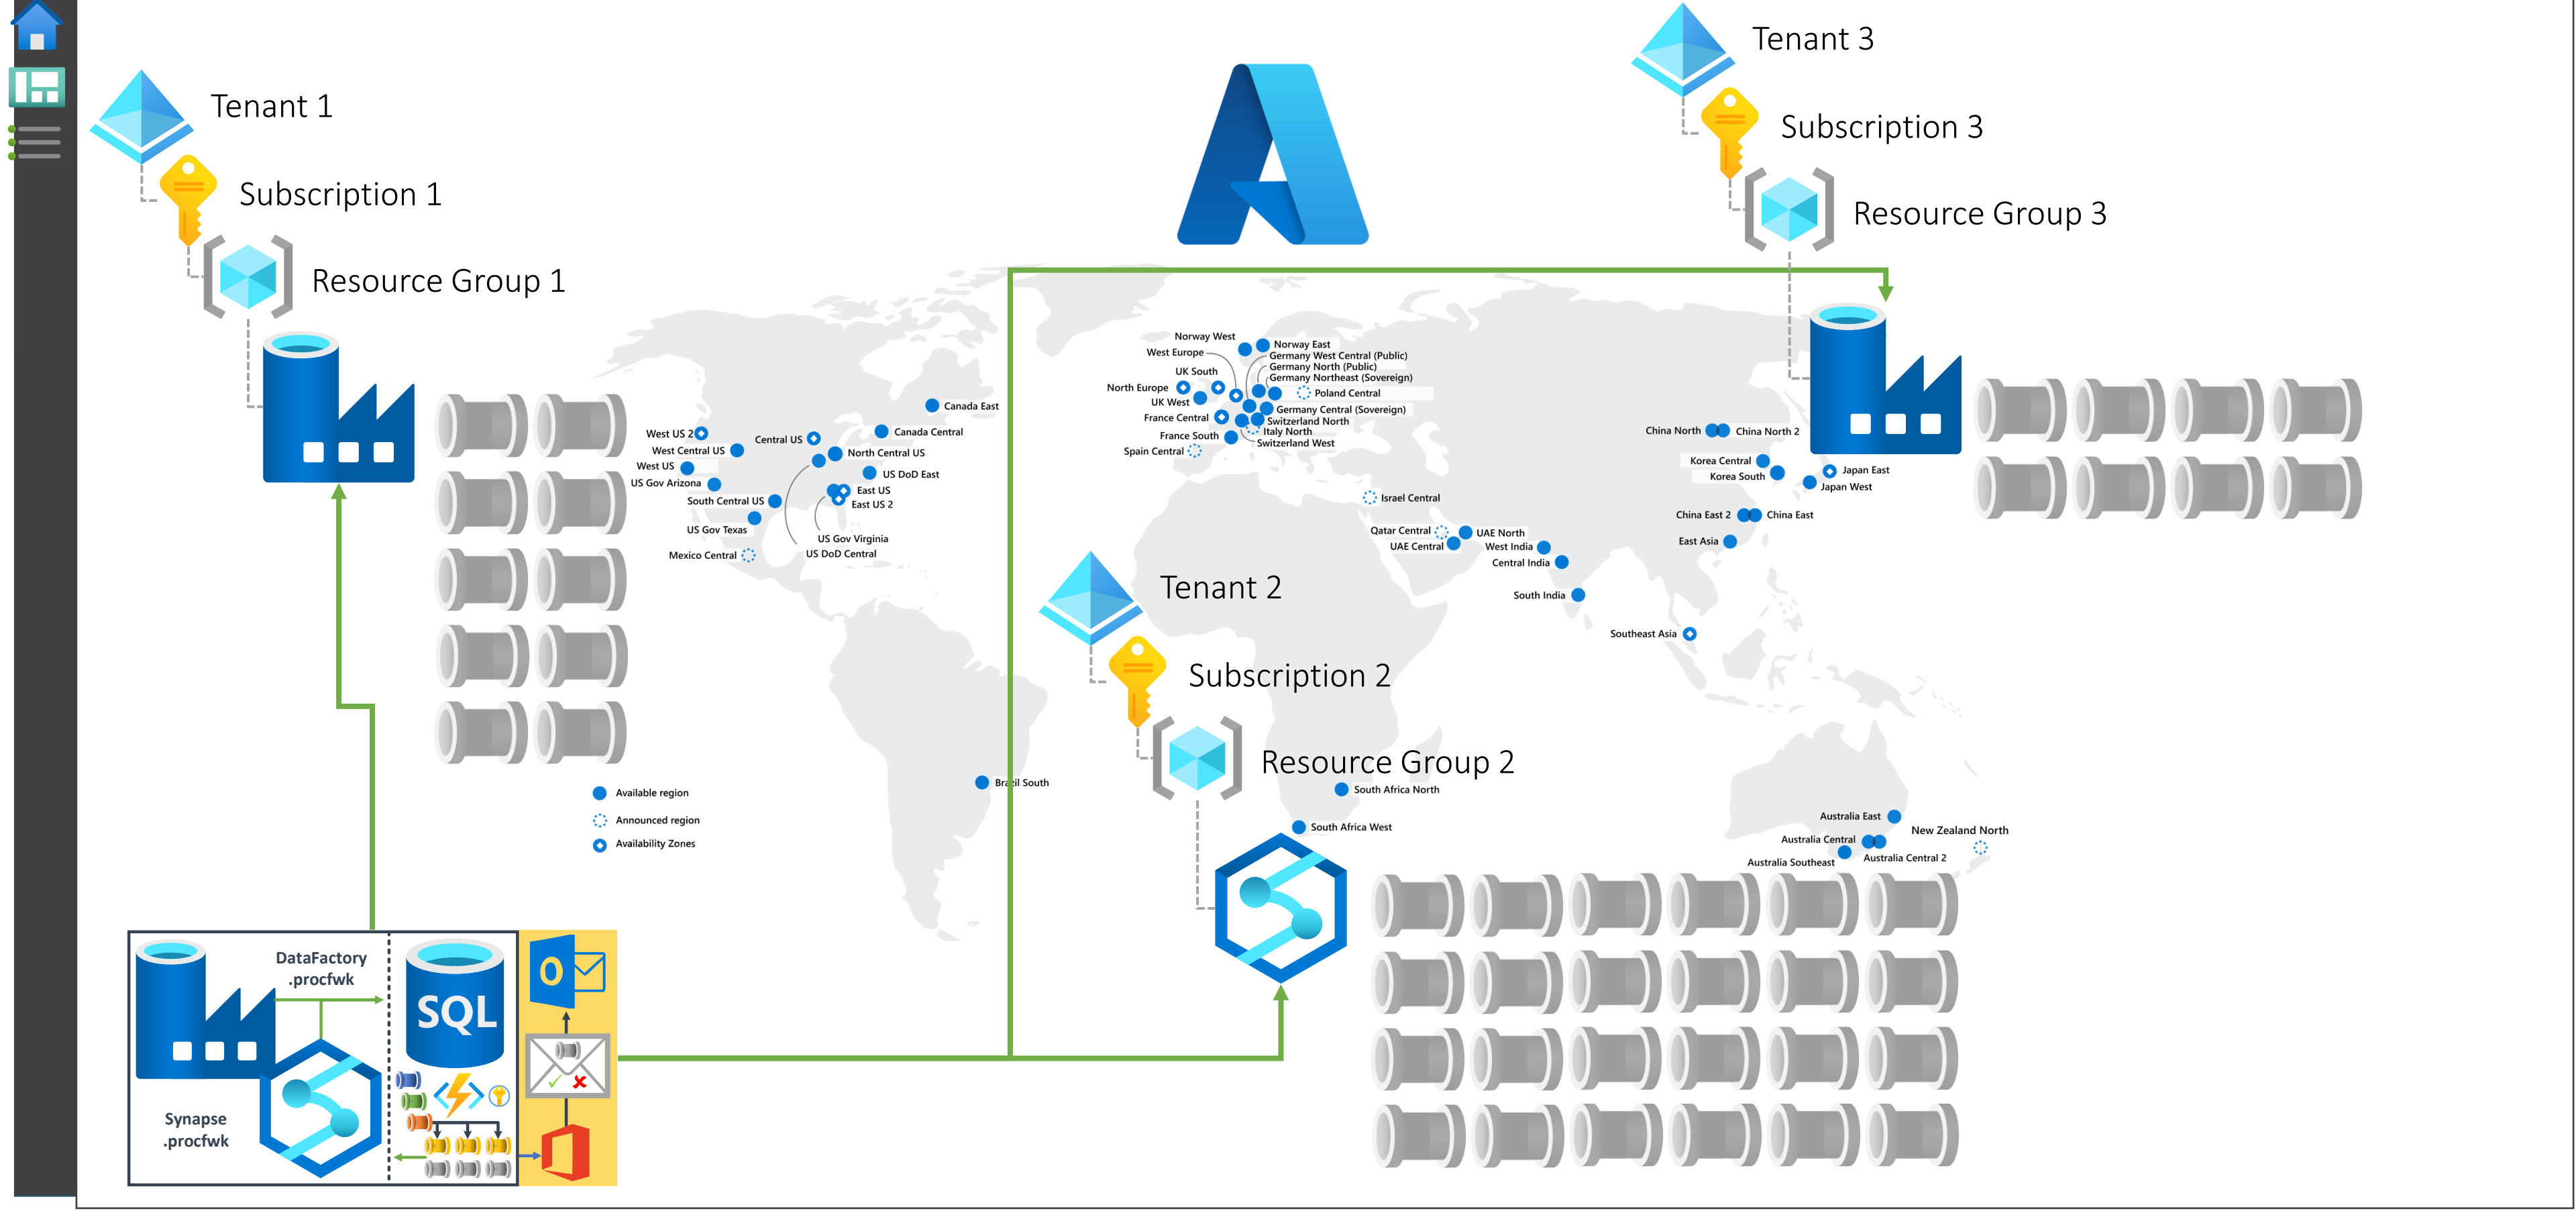 Tenant 1
Subscription 1
Resource Group 1
Tenant 3
Subscription 3
Resource Group 3
Tenant 2
Subscription 2
Resource Group 2
Canada East
Canada Central
West US 2
Central US
West Central US
North Central US
West US
US DoD East
US Gov Arizona
East US
South Central US
East US 2
US Gov Texas
US Gov Virginia
US DoD Central
Mexico Central
Brazil South
Available region
Announced region
Availability Zones
Norway West
Norway East
West Europe
Germany West Central (Public)
Germany North (Public)
UK South
Germany Northeast (Sovereign)
North Europe
Poland Central
UK West
Germany Central (Sovereign)
France Central
Switzerland North
Italy North
France South
Switzerland West
Spain Central
Israel Central
Qatar Central
UAE North
UAE Central
West India
Central India
South India
China North
China North 2
Korea Central
Korea South
Japan East
Japan West
China East 2
China East
East Asia
Southeast Asia
South Africa North
South Africa West
Australia East
New Zealand North
Australia Central
Australia Central 2
Australia Southeast
DataFactory
.procfwk
SQL
Synapse
.procfwk
O